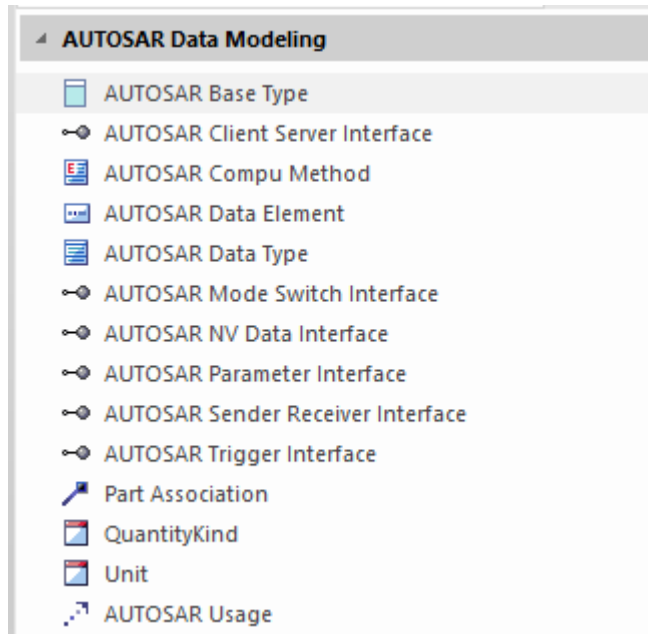 AUTOSAR Data Modeling
AUTOSAR Base Type
AUTOSAR Client Server Interface
AUTOSAR Compu Method
AUTOSAR Data Element
AUTOSAR Data Type
AUTOSAR Mode Switch Interface
AUTOSAR NV Data Interface
AUTOSAR Parameter Interface
AUTOSAR Sender Receiver Interface
AUTOSAR Trigger Interface
Part Association
QuantityKind
Unit
AUTOSAR Usage